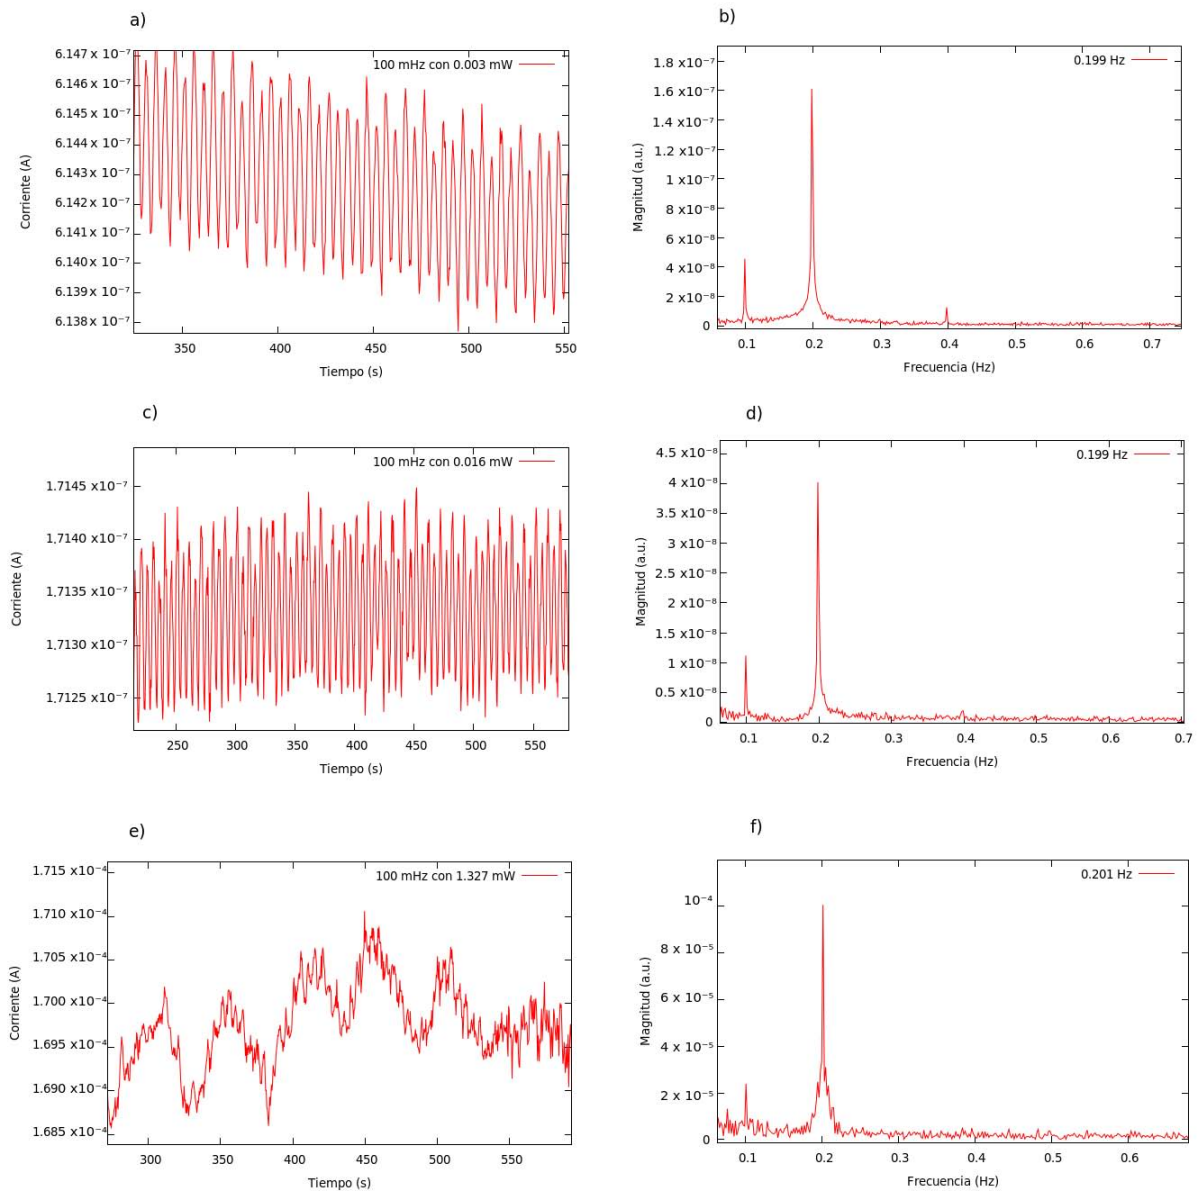 a)
100 mHz con 0.003 mW
6.147 x 10⁻⁷
6.146 x 10⁻⁷
6.145 x 10⁻⁷
6.144 x 10⁻⁷
6.143 x 10⁻⁷
6.142 x 10⁻⁷
6.141x 10⁻⁷
6.140 x 10⁻⁷
6.139x 10⁻⁷
6.138x 10⁻⁷
Corriente (A)
350 400 450 500 550
Tiempo (s)
b)
0.199 Hz
1.8 x10⁻⁷
1.6 x10⁻⁷
1.4 x10⁻⁷
1.2 x10⁻⁷
1 x10⁻⁷
8 x10⁻⁸
6 x10⁻⁸
4 x10⁻⁸
2 x10⁻⁸
0
Magnitud (a.u.)
0.1 0.2 0.3 0.4 0.5 0.6 0.7
Frecuencia (Hz)
c)
100 mHz con 0.016 mW
1,7145 x10⁻⁷
1,7140 x10⁻⁷
1,7135 x10⁻⁷
1,7130 x10⁻⁷
1,7125 x10⁻⁷
Corriente (A)
250 300 350 400 450 500 550
Tiempo (s)
d)
0.199 Hz
4.5 x10⁻⁸
4 x10⁻⁸
3.5 x10⁻⁸
3 x10⁻⁸
2.5 x10⁻⁸
2 x10⁻⁸
1.5 x10⁻⁸
1 x10⁻⁸
0.5 x10⁻⁸
0
Magnitud (a.u.)
0.1 0.2 0.3 0.4 0.5 0.6 0.7
Frecuencia (Hz)
e)
100 mHz con 1.327 mW
1.715 x10⁻⁴
1.710 x10⁻⁴
1.705 x10⁻⁴
1.700 x10⁻⁴
1.695 x10⁻⁴
1.690 x10⁻⁴
1.685 x10⁻⁴
Corriente (A)
300 350 400 450 500 550
Tiempo (s)
f)
0.201 Hz
10⁻⁴
8 x 10⁻⁵
6 x 10⁻⁵
4 x 10⁻⁵
2 x 10⁻⁵
0
Magnitud (a.u.)
0.1 0.2 0.3 0.4 0.5 0.6
Frecuencia (Hz)